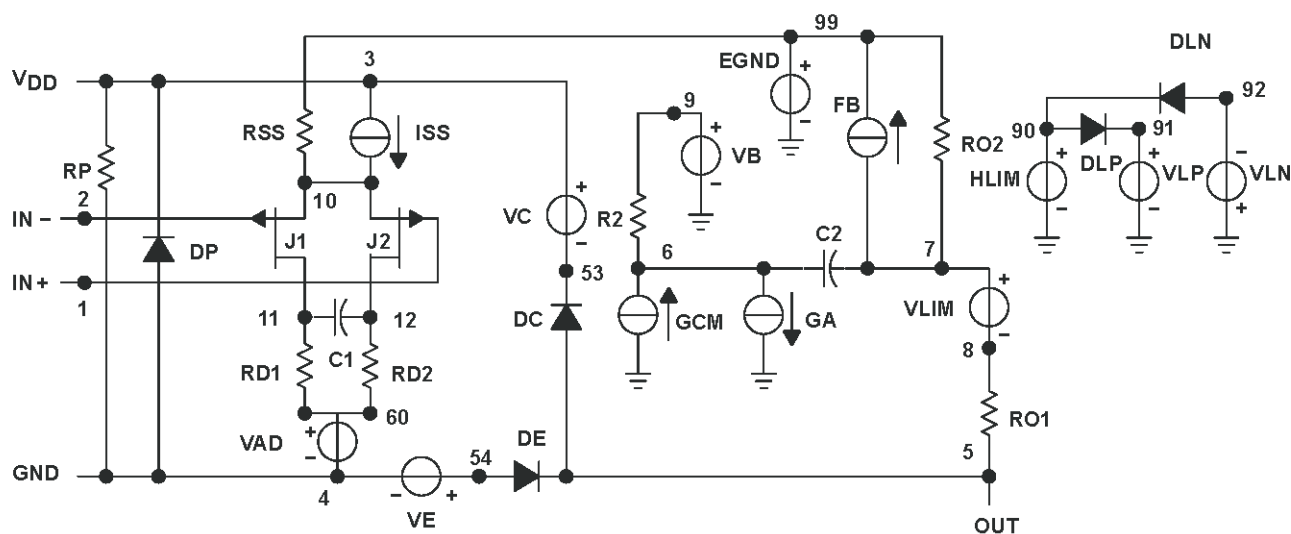 99
DLN
3
VDD
EGND
+
-
FB
9
92
RSS
ISS
+
VB
-
90
91
RP
RO2
DLP
+
-
+
-
-
+
HLIM
VLP
VLN
2
10
IN -
VC
+
-
R2
C2
DP
J1
J2
6
7
IN +
1
53
+
-
VLIM
11
12
DC
GCM
GA
C1
8
RD1
RD2
60
RO1
VAD
+
-
DE
54
5
GND
4
-
+
VE
OUT